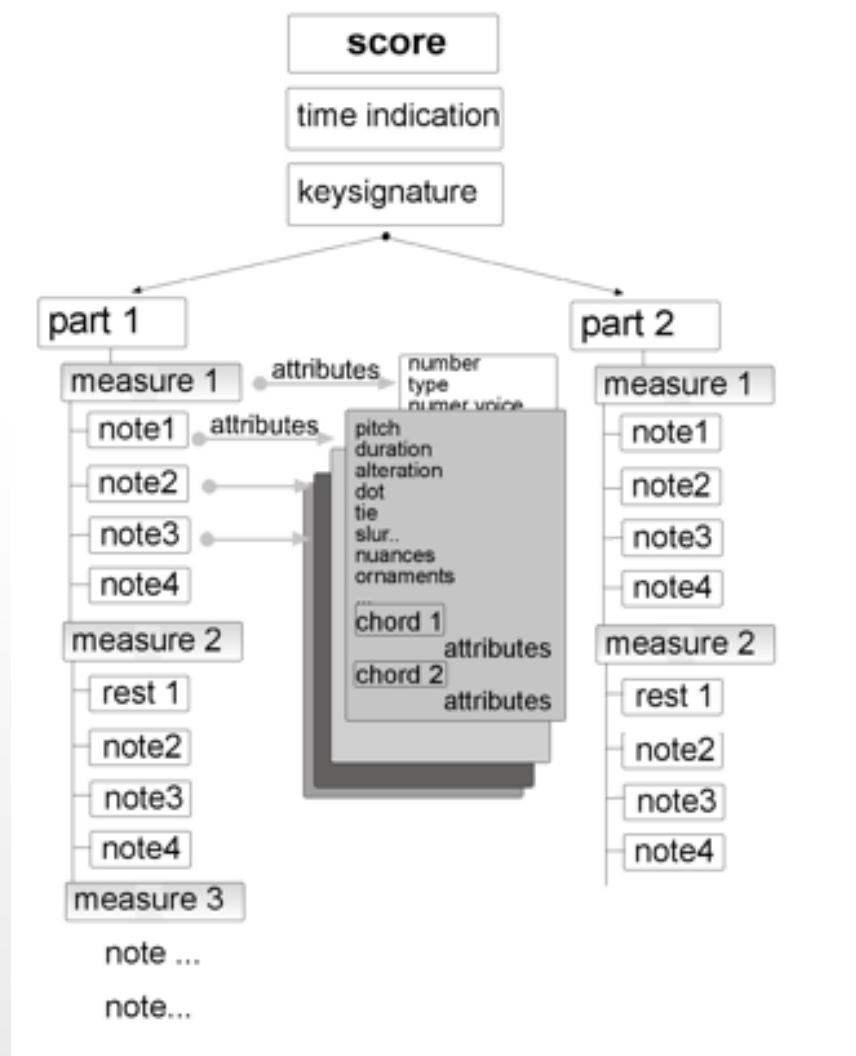 score
time indication
keysignature
part 1
measure 1
attributes
number
type
numer voice
note1
attributes
pitch
duration
alteration
dot
tie
slur..
nuances
ornaments
...
chord 1
attributes
chord 2
attributes
note2
note3
note4
measure 2
rest 1
note2
note3
note4
measure 3
note ...
note...
part 2
measure 1
note1
note2
note3
note4
measure 2
rest 1
note2
note3
note4